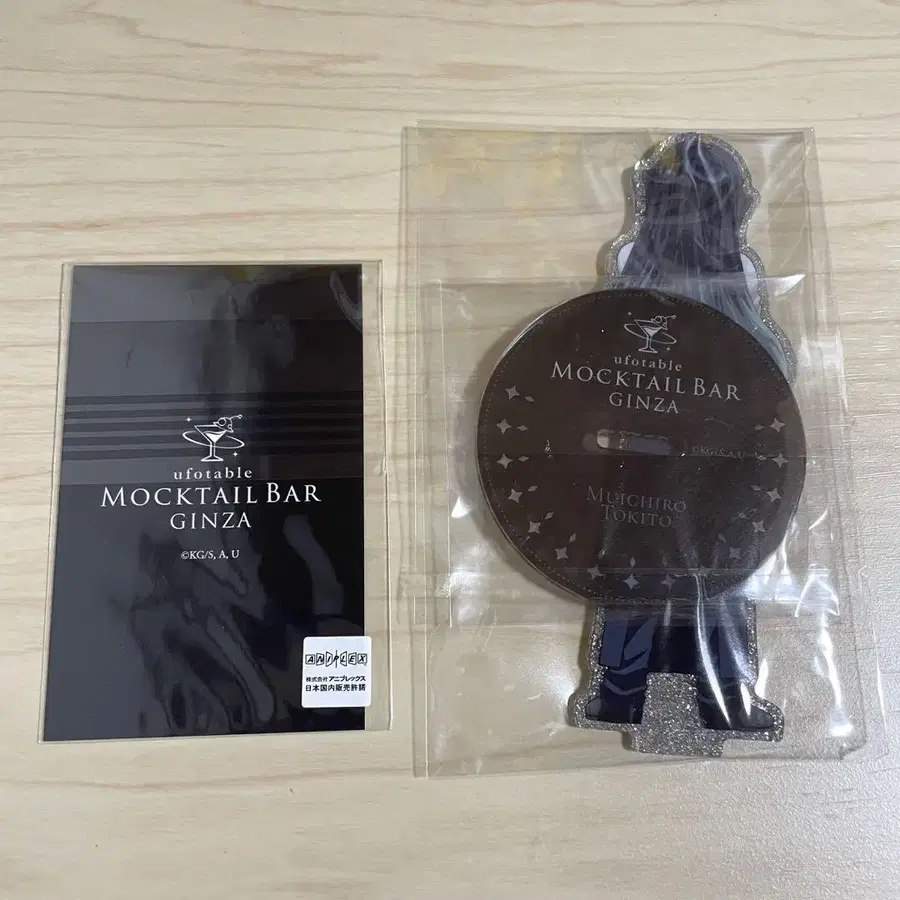 ufotable
MOCKTAIL BAR
GINZA
©KG/S, A, U
ANIPLEX
株式会社 アニプレックス
日本国内販売許諾
ufotable
MOCKTAIL BAR
GINZA
©KG/S, A, U
MUICHIRO
TOKITO